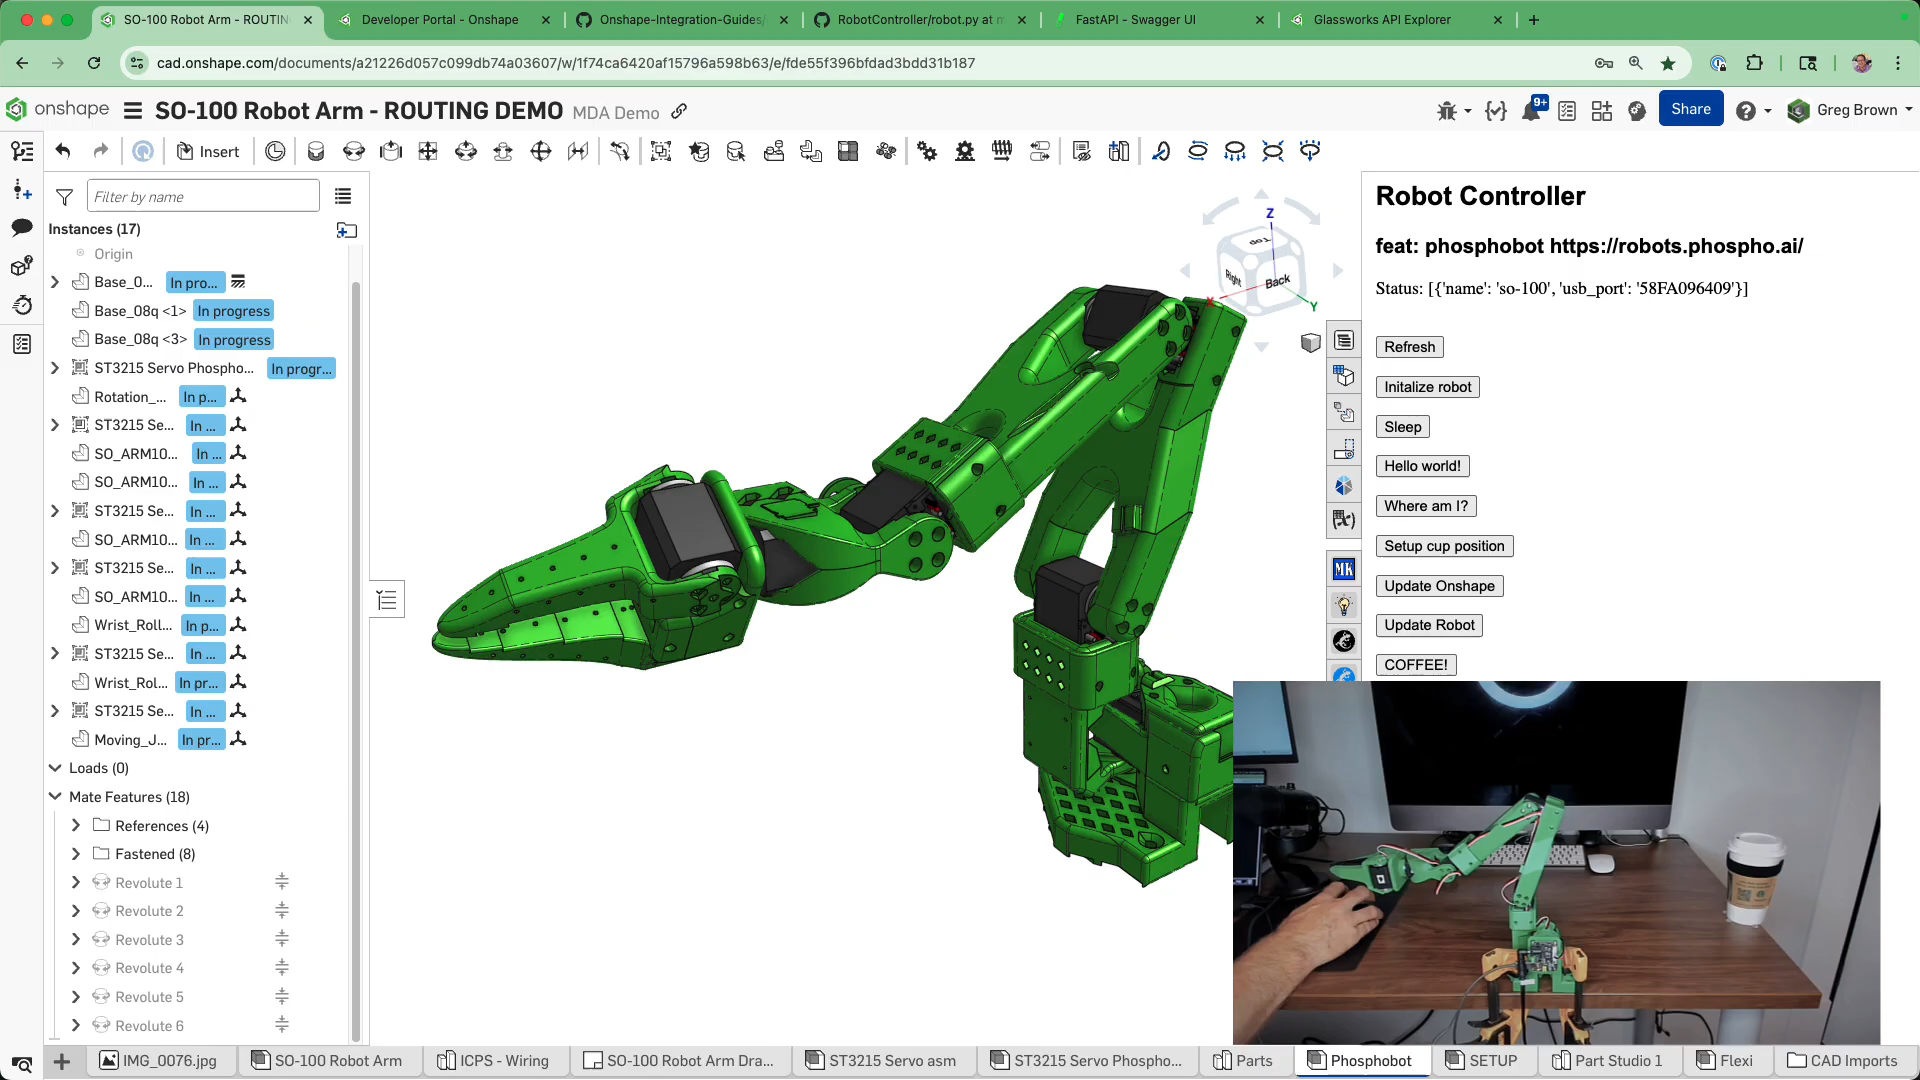 SO-100 Robot Arm - ROUTIN
Developer Portal - Onshape
Onshape-Integration-Guides/
RobotController/robot.py at m
FastAPI - Swagger UI
Glassworks API Explorer
cad.onshape.com/documents/a21226d057c099db74a03607/w/1f74ca6420af15796a598b63/e/fde55f396bfdad3bdd31b187
onshape
SO-100 Robot Arm - ROUTING DEMO
MDA Demo
9+
Share
Greg Brown
Insert
Filter by name
Instances (17)
Origin
Base_0... In pro...
Base_08q <1> In progress
Base_08q <3> In progress
ST3215 Servo Phospho... In progr...
Rotation_... In p...
ST3215 Se... In ...
SO_ARM10... In ...
SO_ARM10... In ...
ST3215 Se... In ...
SO_ARM10... In ...
ST3215 Se... In ...
SO_ARM10... In ...
Wrist_Roll... In p...
ST3215 Se... In ...
Wrist_Rol... In pr...
ST3215 Se... In ...
Moving_J... In pr...
Loads (0)
Mate Features (18)
References (4)
Fastened (8)
Revolute 1
Revolute 2
Revolute 3
Revolute 4
Revolute 5
Revolute 6
Z
Top
Right
Back
X
Y
(x)
MK
Robot Controller
feat: phosphobot https://robots.phospho.ai/
Status: [{'name': 'so-100', 'usb_port': '58FA096409'}]
Refresh
Initalize robot
Sleep
Hello world!
Where am I?
Setup cup position
Update Onshape
Update Robot
COFFEE!
IMG_0076.jpg
SO-100 Robot Arm
ICPS - Wiring
SO-100 Robot Arm Dra...
ST3215 Servo asm
ST3215 Servo Phospho...
Parts
Phosphobot
SETUP
Part Studio 1
Flexi
CAD Imports